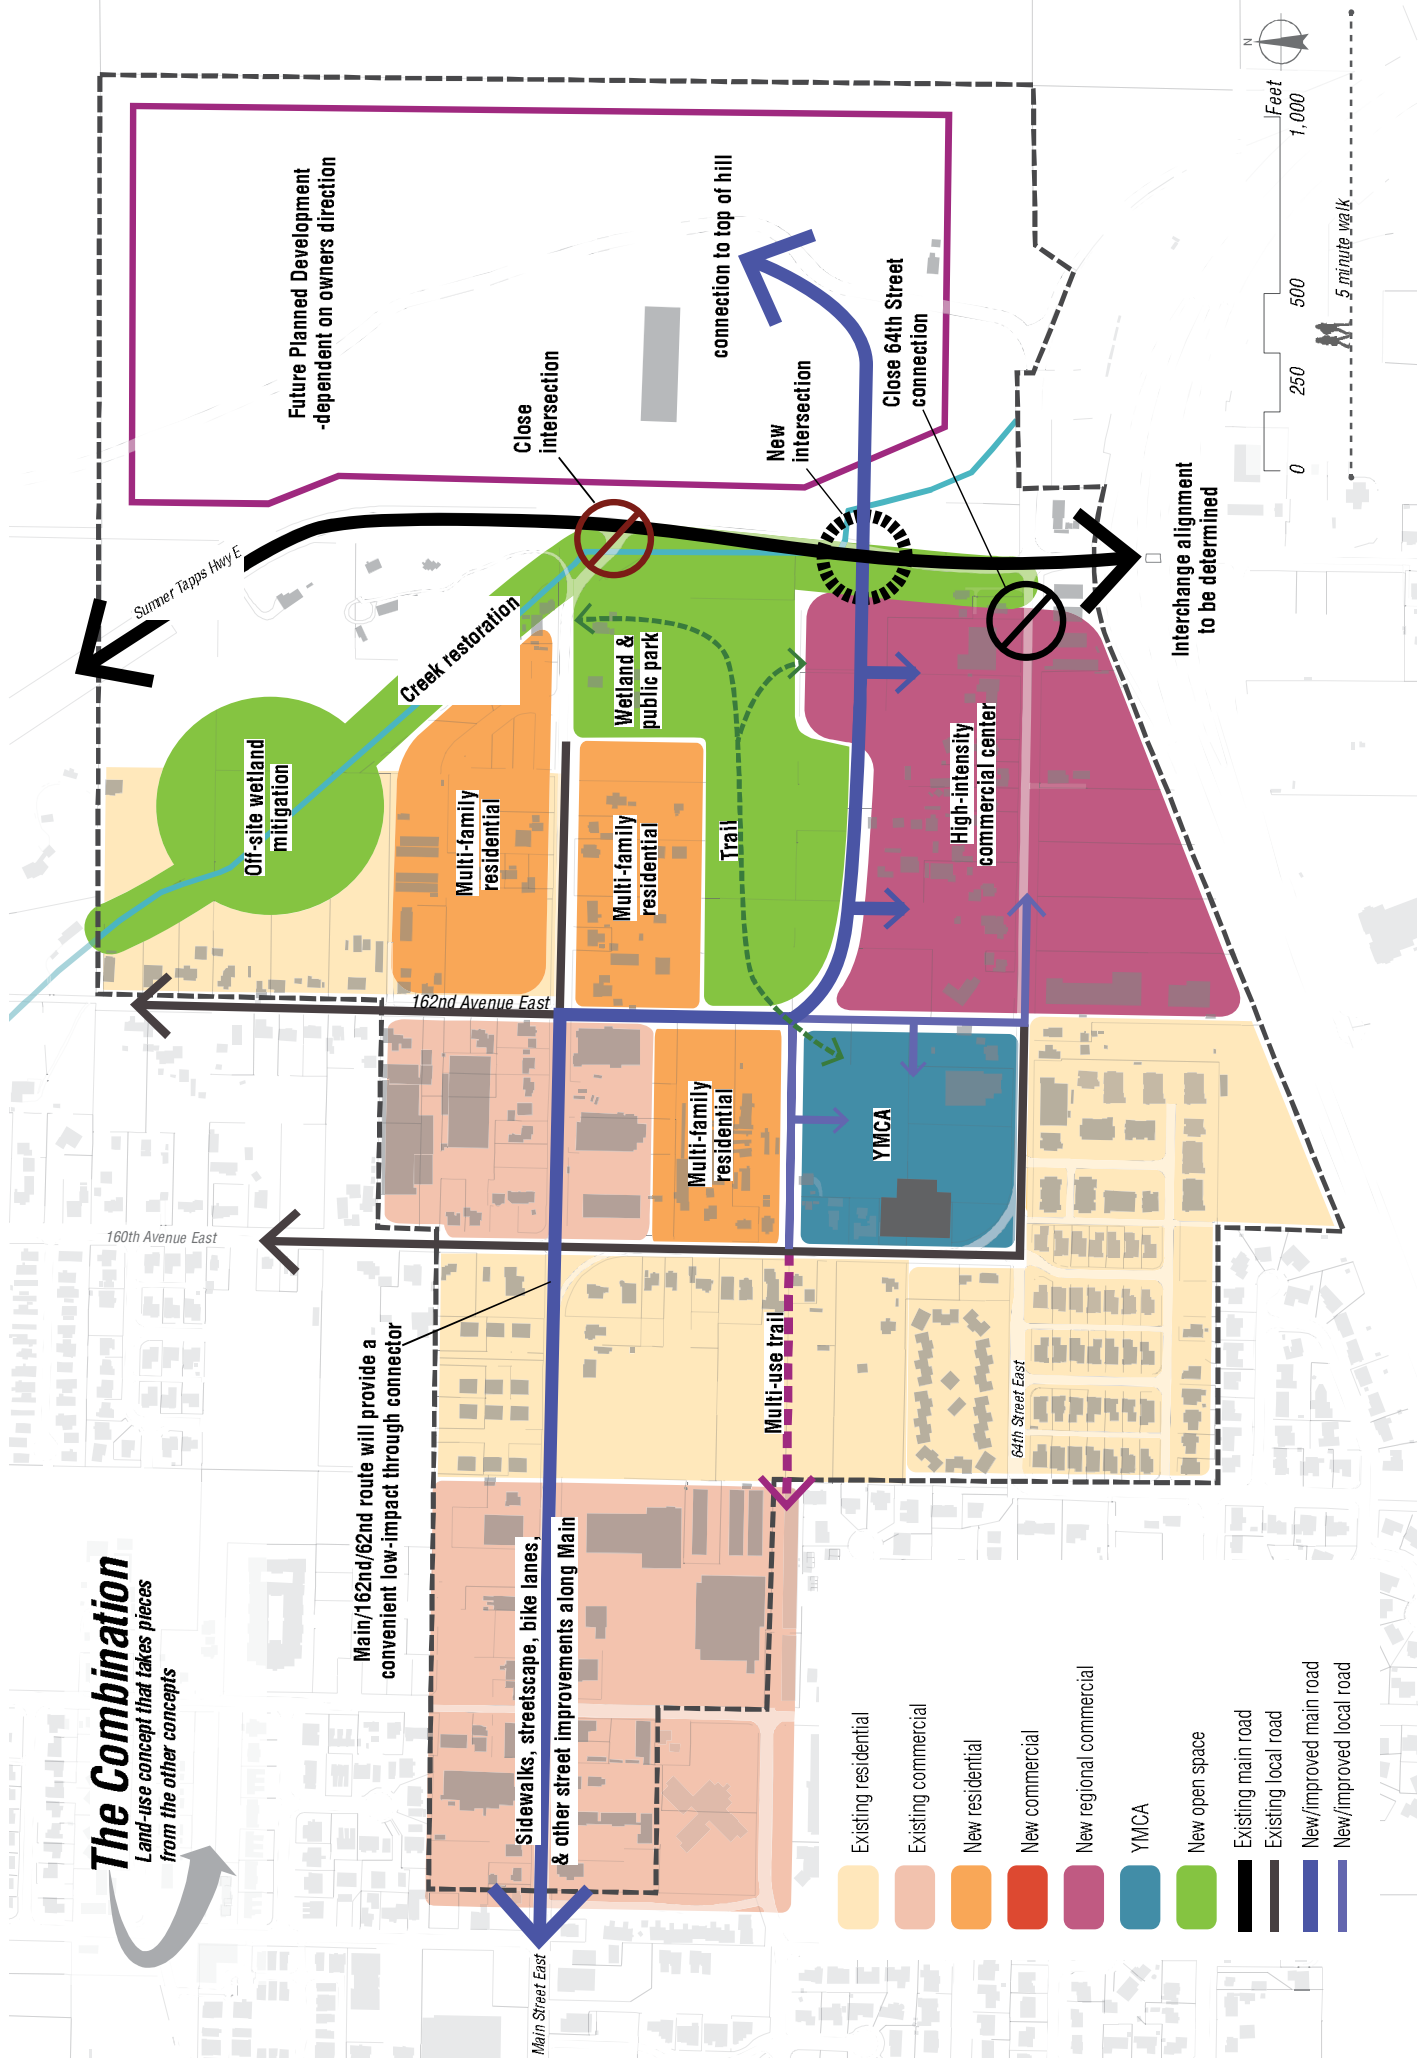 The Combination
Land-use concept that takes pieces
from the other concepts
Main/162nd/62nd route will provide a
convenient low-impact through connector
Sidewalks, streetscape, bike lanes,
& other street improvements along Main
Main Street East
160th Avenue East
162nd Avenue East
64th Street East
Multi-use trail
Off-site wetland
mitigation
Creek restoration
Sumner Tapps Hwy E
Multi-family
residential
Multi-family
residential
Multi-family
residential
Trail
Wetland &
public park
YMCA
High-intensity
commercial center
Future Planned Development
-dependent on owners direction
Close
intersection
New
intersection
connection to top of hill
Close 64th Street
connection
Interchange alignment
to be determined
Existing residential
Existing commercial
New residential
New commercial
New regional commercial
YMCA
New open space
Existing main road
Existing local road
New/improved main road
New/improved local road
0
250
500
1,000
Feet
5 minute walk
N